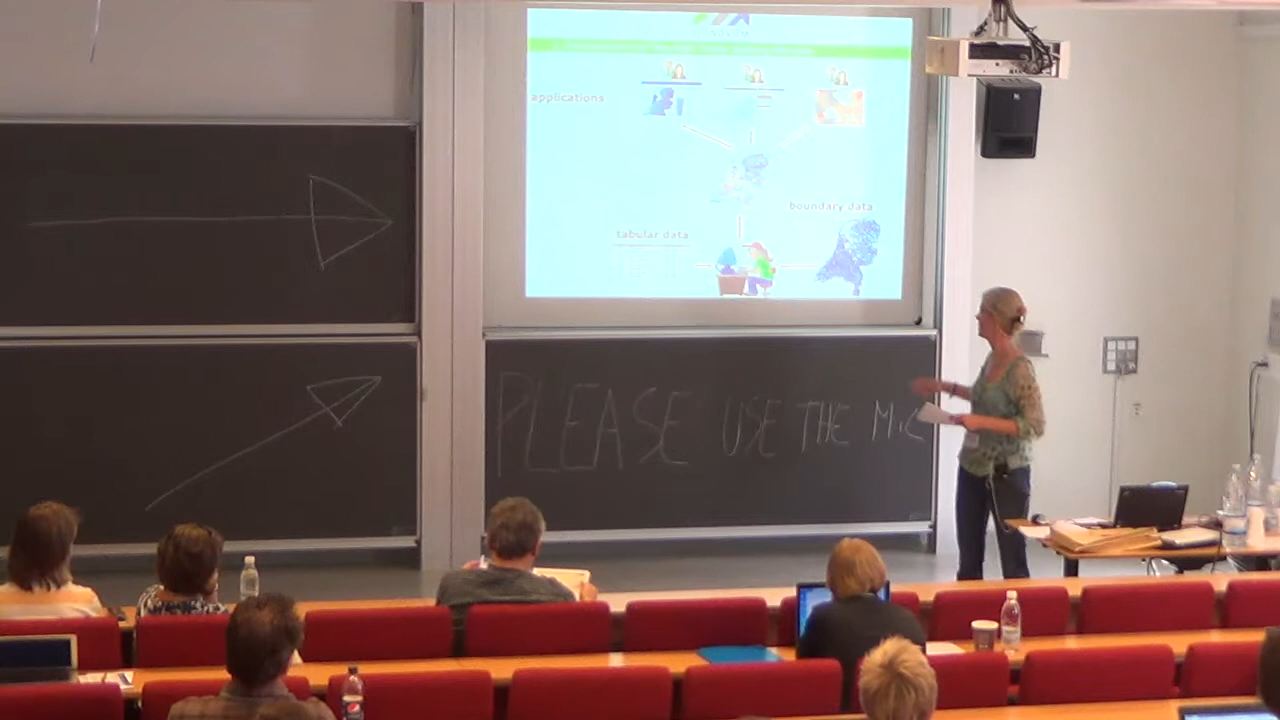 applications
boundary data
tabular data
PLEASE USE THE MIC